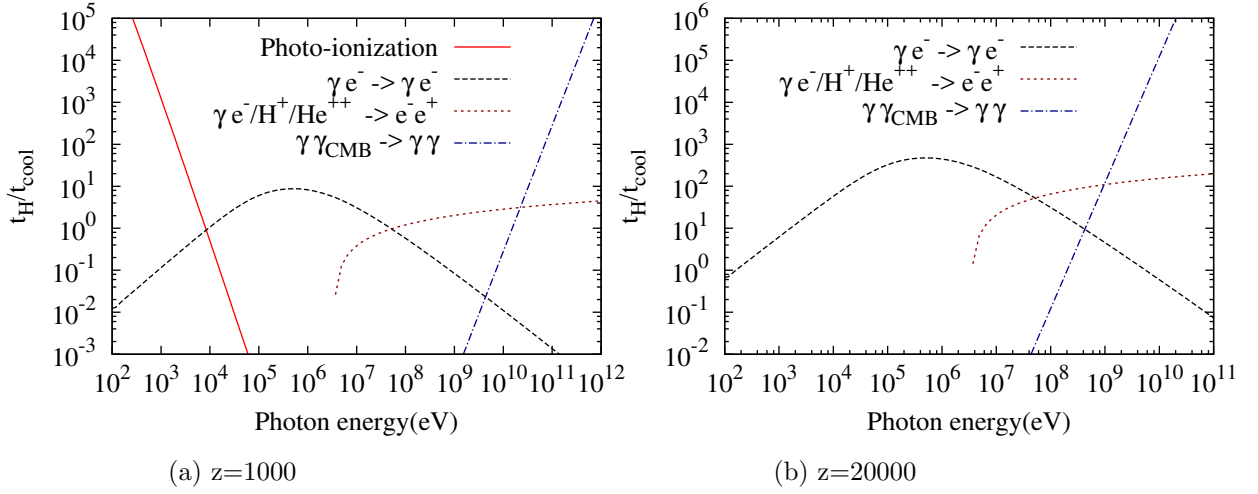 10^5
10^4
10^3
10^2
10^1
10^0
10^-1
10^-2
10^-3
t_H/t_cool
Photo-ionization
γ e^- -> γ e^-
γ e^-/H^+/He^++ -> e^- e^+
γ γ_CMB -> γ γ
10^2 10^3 10^4 10^5 10^6 10^7 10^8 10^9 10^10 10^11 10^12
Photon energy(eV)
(a) z=1000
10^6
10^5
10^4
10^3
10^2
10^1
10^0
10^-1
10^-2
t_H/t_cool
γ e^- -> γ e^-
γ e^-/H^+/He^++ -> e^- e^+
γ γ_CMB -> γ γ
10^2 10^3 10^4 10^5 10^6 10^7 10^8 10^9 10^10 10^11
Photon energy(eV)
(b) z=20000